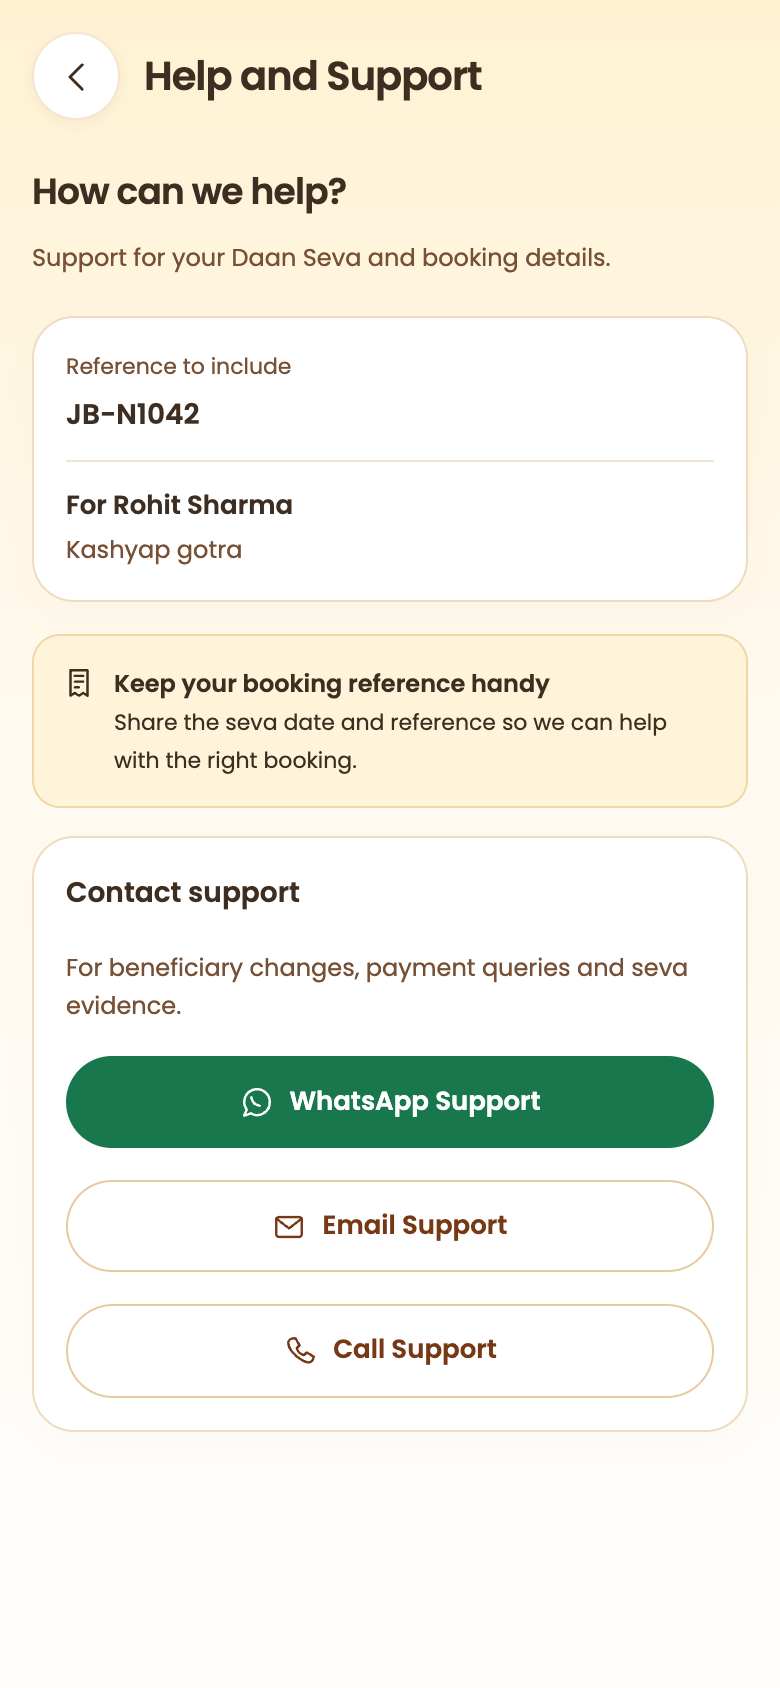 Help and Support
How can we help?
Support for your Daan Seva and booking details.
Reference to include
JB-N1042
For Rohit Sharma
Kashyap gotra
Keep your booking reference handy
Share the seva date and reference so we can help
with the right booking.
Contact support
For beneficiary changes, payment queries and seva
evidence.
WhatsApp Support
Email Support
Call Support